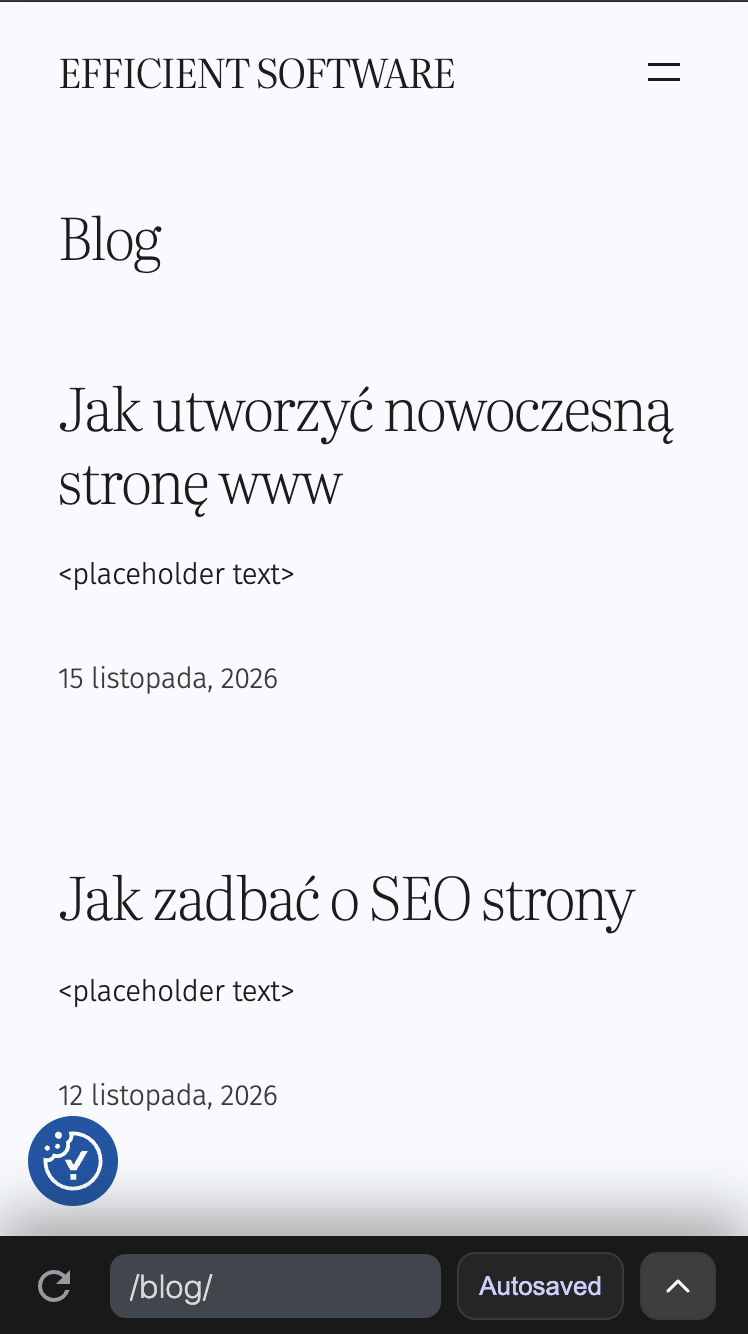 EFFICIENT SOFTWARE
Blog
Jak utworzyć nowoczesną
stronę www
<placeholder text>
15 listopada, 2026
Jak zadbać o SEO strony
<placeholder text>
12 listopada, 2026
/blog/
Autosaved